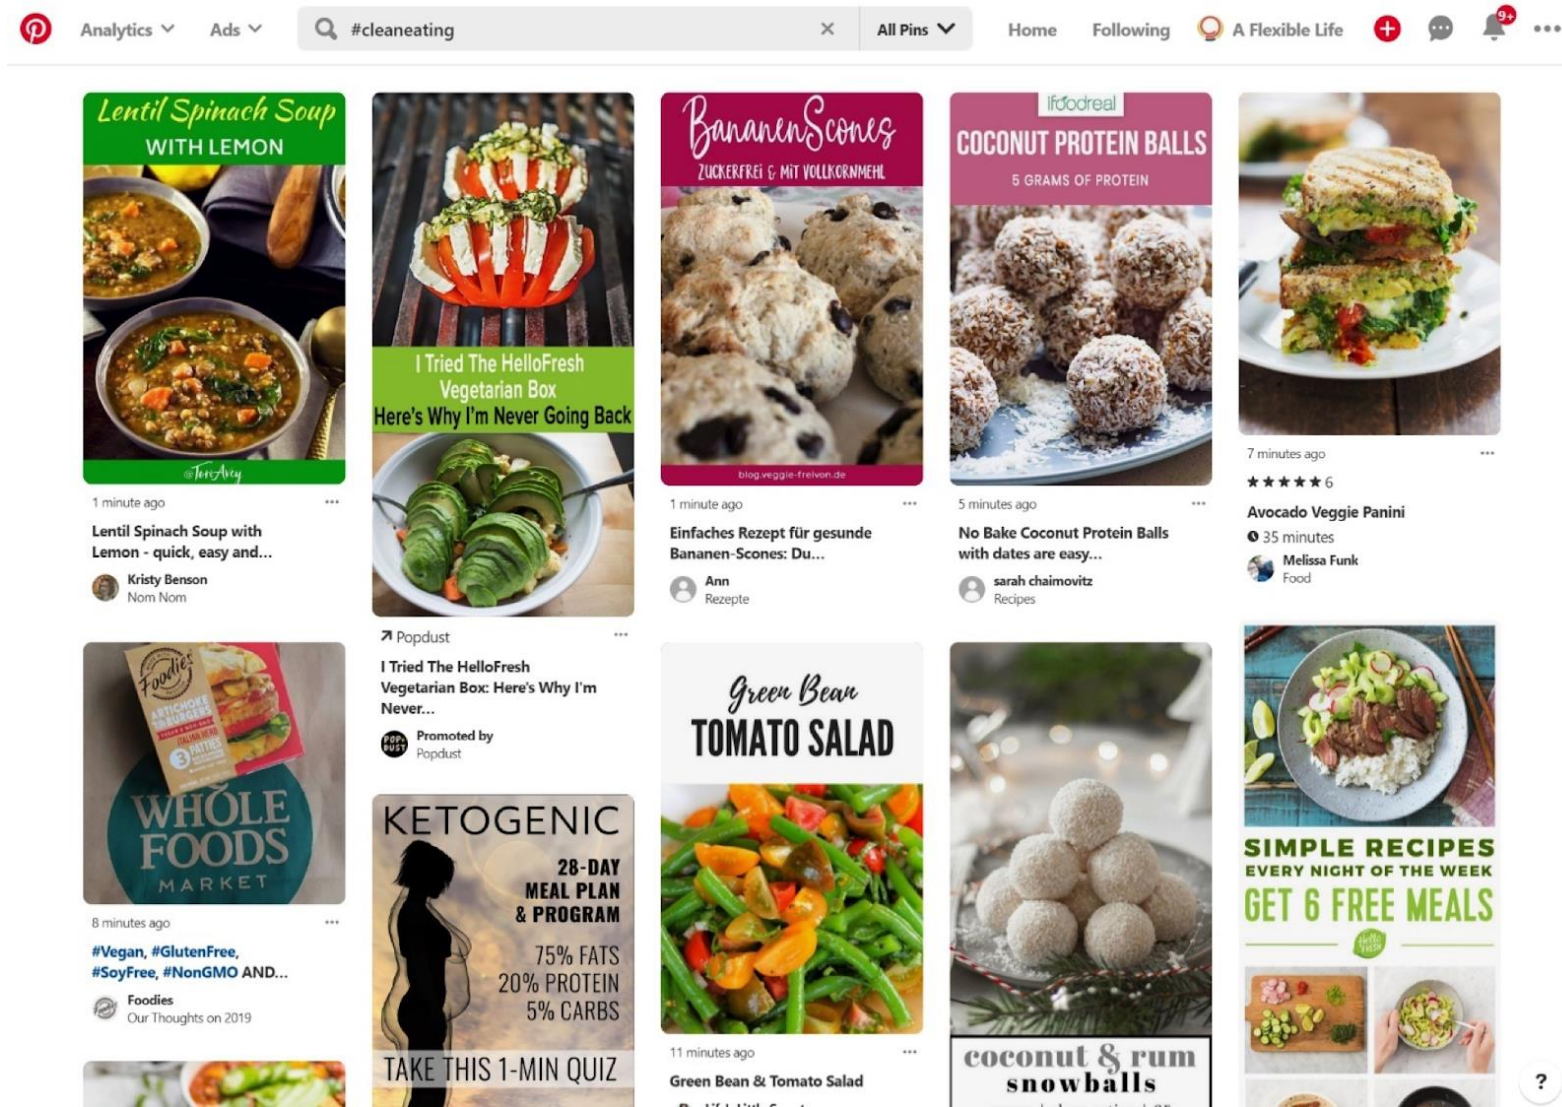 Analytics
Ads
#cleaneating
All Pins
Home
Following
A Flexible Life
9+
Lentil Spinach Soup
WITH LEMON
@ToriAvey
1 minute ago
Lentil Spinach Soup with
Lemon - quick, easy and...
Kristy Benson
Nom Nom
Foodies
ARTICHOKE
BURGERS
3
PATTIES
WHOLE
FOODS
MARKET
8 minutes ago
#Vegan, #GlutenFree,
#SoyFree, #NonGMO AND...
Foodies
Our Thoughts on 2019
I Tried The HelloFresh
Vegetarian Box
Here's Why I'm Never Going Back
Popdust
I Tried The HelloFresh
Vegetarian Box: Here's Why I'm
Never...
POP
DUST
Promoted by
Popdust
KETOGENIC
28-DAY
MEAL PLAN
& PROGRAM
75% FATS
20% PROTEIN
5% CARBS
TAKE THIS 1-MIN QUIZ
BananenScones
ZUCKERFREI & MIT VOLLKORNMEHL
blog.veggie-freivon.de
1 minute ago
Einfaches Rezept für gesunde
Bananen-Scones: Du...
Ann
Rezepte
Green Bean
TOMATO SALAD
11 minutes ago
Green Bean & Tomato Salad
ifoodreal
COCONUT PROTEIN BALLS
5 GRAMS OF PROTEIN
5 minutes ago
No Bake Coconut Protein Balls
with dates are easy...
sarah chaimovitz
Recipes
coconut & rum
snowballs
7 minutes ago
★★★★★ 6
Avocado Veggie Panini
35 minutes
Melissa Funk
Food
SIMPLE RECIPES
EVERY NIGHT OF THE WEEK
GET 6 FREE MEALS
Hello
FRESH
?